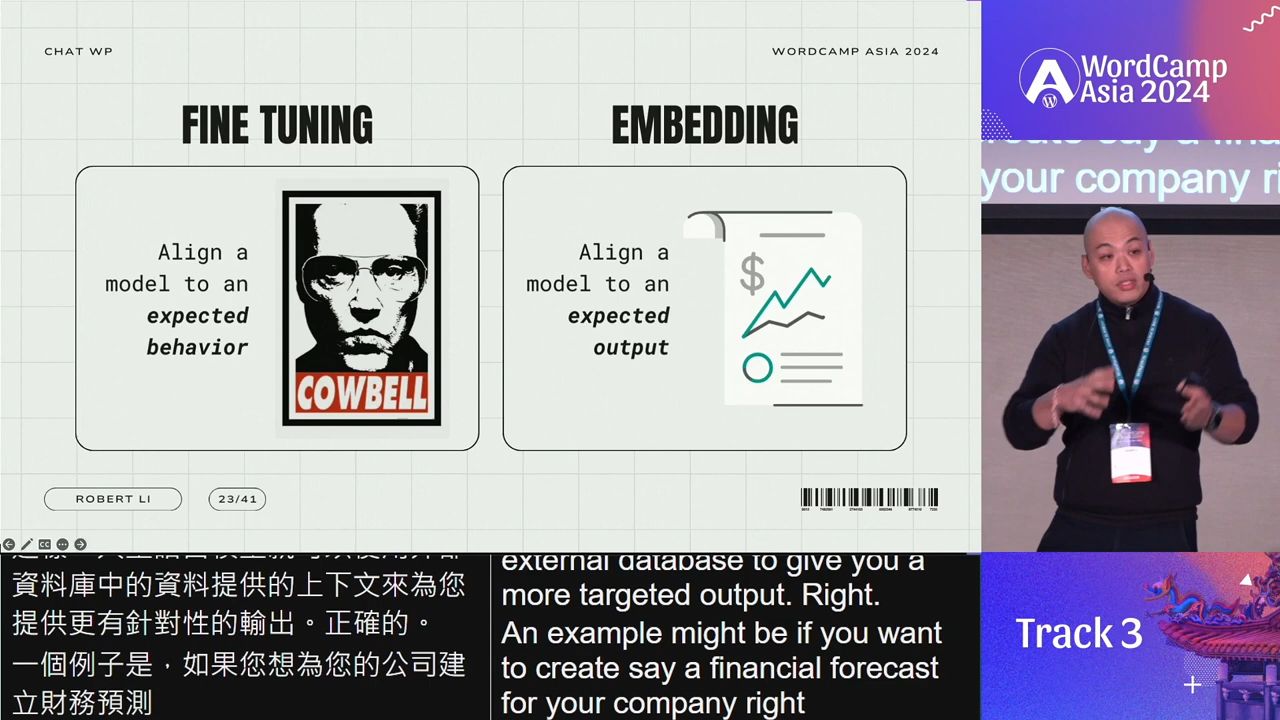 CHAT WP
WORDCAMP ASIA 2024
FINE TUNING
Align a
model to an
expected
behavior
COWBELL
EMBEDDING
Align a
model to an
expected
output
$
ROBERT LI
23/41
CC
資料庫中的資料提供的上下文來為您
提供更有針對性的輸出。正確的。
一個例子是，如果您想為您的公司建
立財務預測
external database to give you a
more targeted output. Right.
An example might be if you want
to create say a financial forecast
for your company right
WordCamp
Asia 2024
your company ri
Track 3